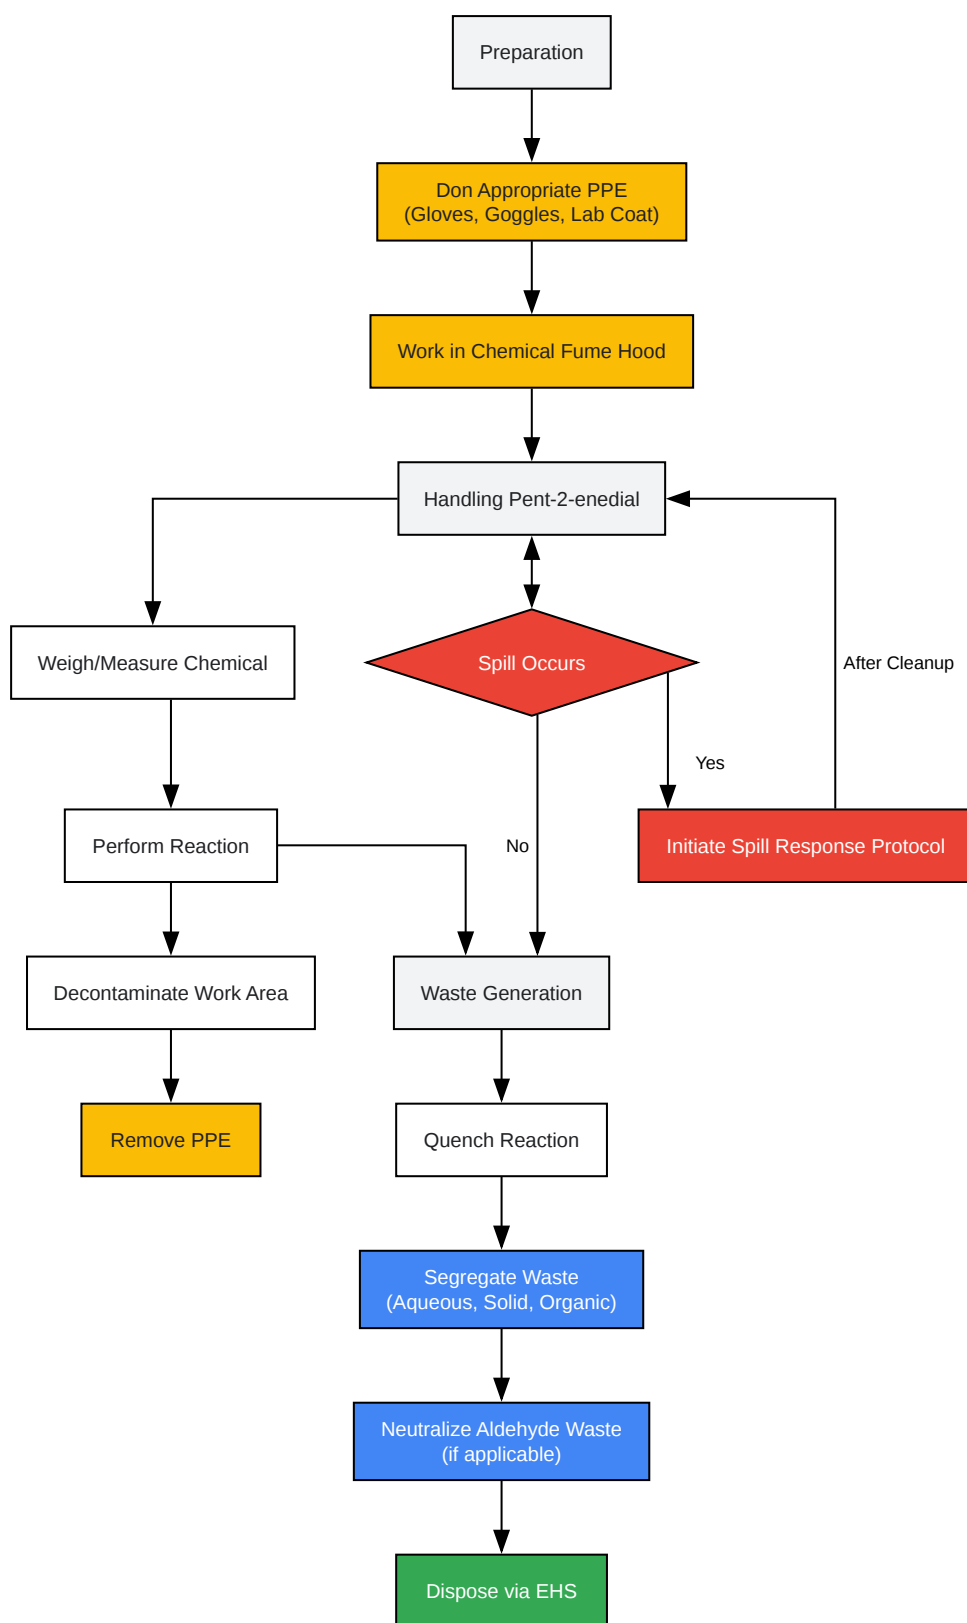 Preparation
Don Appropriate PPE
(Gloves, Goggles, Lab Coat)
Work in Chemical Fume Hood
Handling Pent-2-enedial
Weigh/Measure Chemical
Spill Occurs
After Cleanup
Yes
Perform Reaction
No
Initiate Spill Response Protocol
Decontaminate Work Area
Waste Generation
Remove PPE
Quench Reaction
Segregate Waste
(Aqueous, Solid, Organic)
Neutralize Aldehyde Waste
(if applicable)
Dispose via EHS